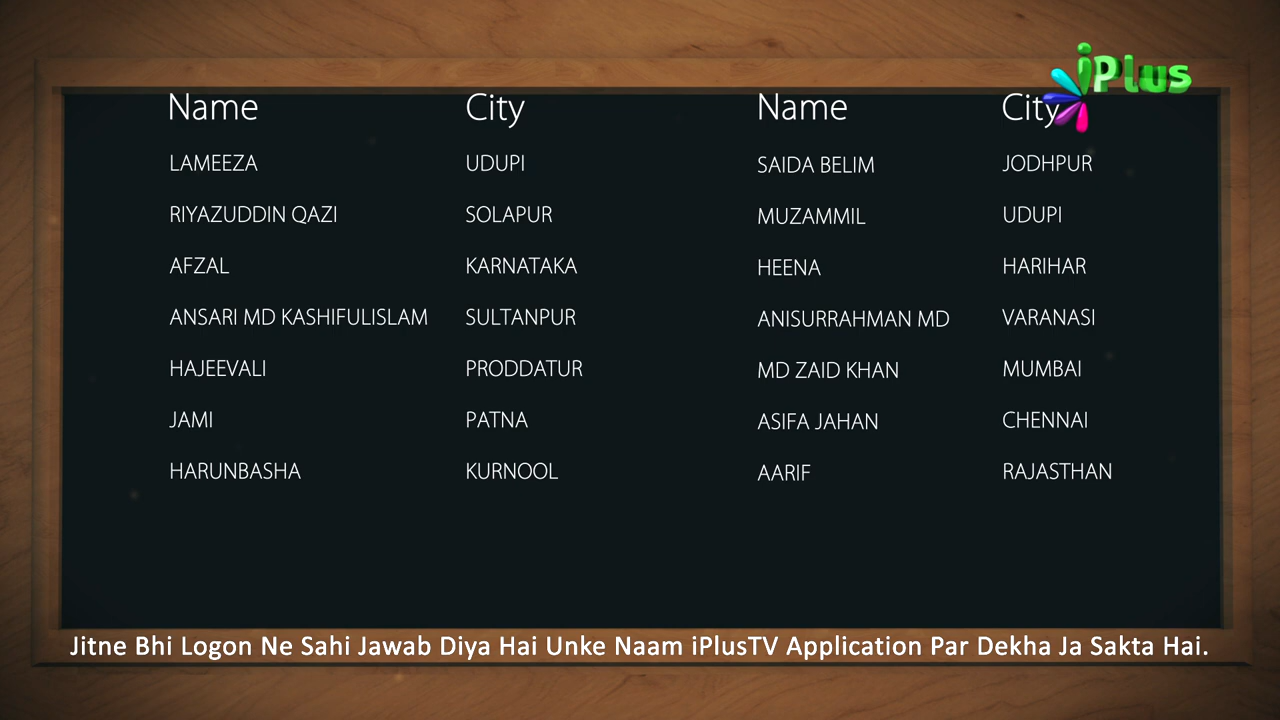 iPlus
Name City Name City
LAMEEZA UDUPI SAIDA BELIM JODHPUR
RIYAZUDDIN QAZI SOLAPUR MUZAMMIL UDUPI
AFZAL KARNATAKA HEENA HARIHAR
ANSARI MD KASHIFULISLAM SULTANPUR ANISURRAHMAN MD VARANASI
HAJEEVALI PRODDATUR MD ZAID KHAN MUMBAI
JAMI PATNA ASIFA JAHAN CHENNAI
HARUNBASHA KURNOOL AARIF RAJASTHAN
Jitne Bhi Logon Ne Sahi Jawab Diya Hai Unke Naam iPlusTV Application Par Dekha Ja Sakta Hai.